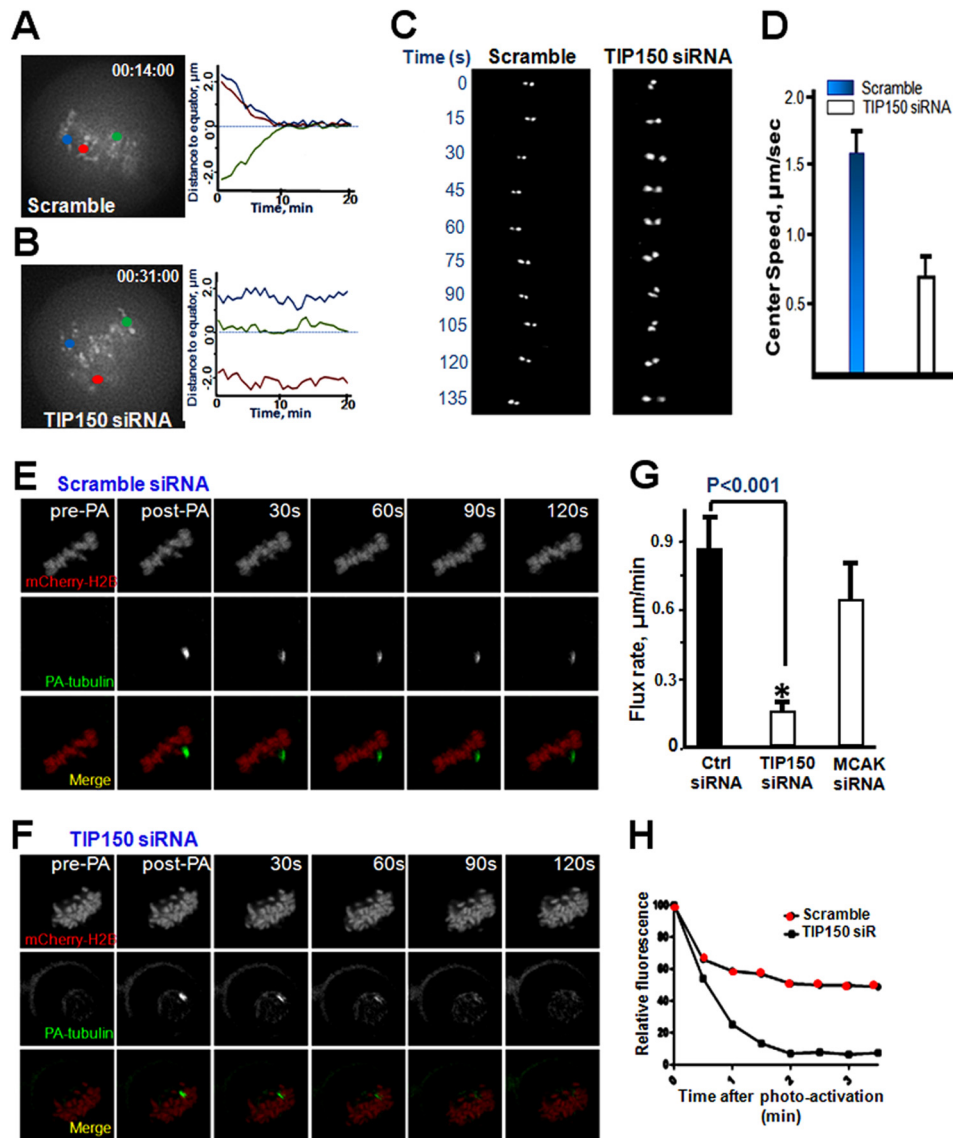 A
00:14:00
Scramble
Distance to equator, µm
2.0
0.0
-2.0
0
10
20
Time, min
B
00:31:00
TIP150 siRNA
Distance to equator, µm
2.0
0.0
-2.0
0
10
20
Time, min
C
Time (s)
Scramble
TIP150 siRNA
0
15
30
45
60
75
90
105
120
135
D
Scramble
TIP150 siRNA
Center Speed, µm/sec
2.0
1.5
1.0
0.5
E
Scramble siRNA
pre-PA
post-PA
30s
60s
90s
120s
mCherry-H2B
PA-tubulin
Merge
F
TIP150 siRNA
pre-PA
post-PA
30s
60s
90s
120s
mCherry-H2B
PA-tubulin
Merge
G
P<0.001
Flux rate, µm/min
0.9
0.6
0.3
0
*
Ctrl siRNA
TIP150 siRNA
MCAK siRNA
H
Relative fluorescence
100
80
60
40
20
0
Scramble
TIP150 siR
0
1
2
3
Time after photo-activation
(min)